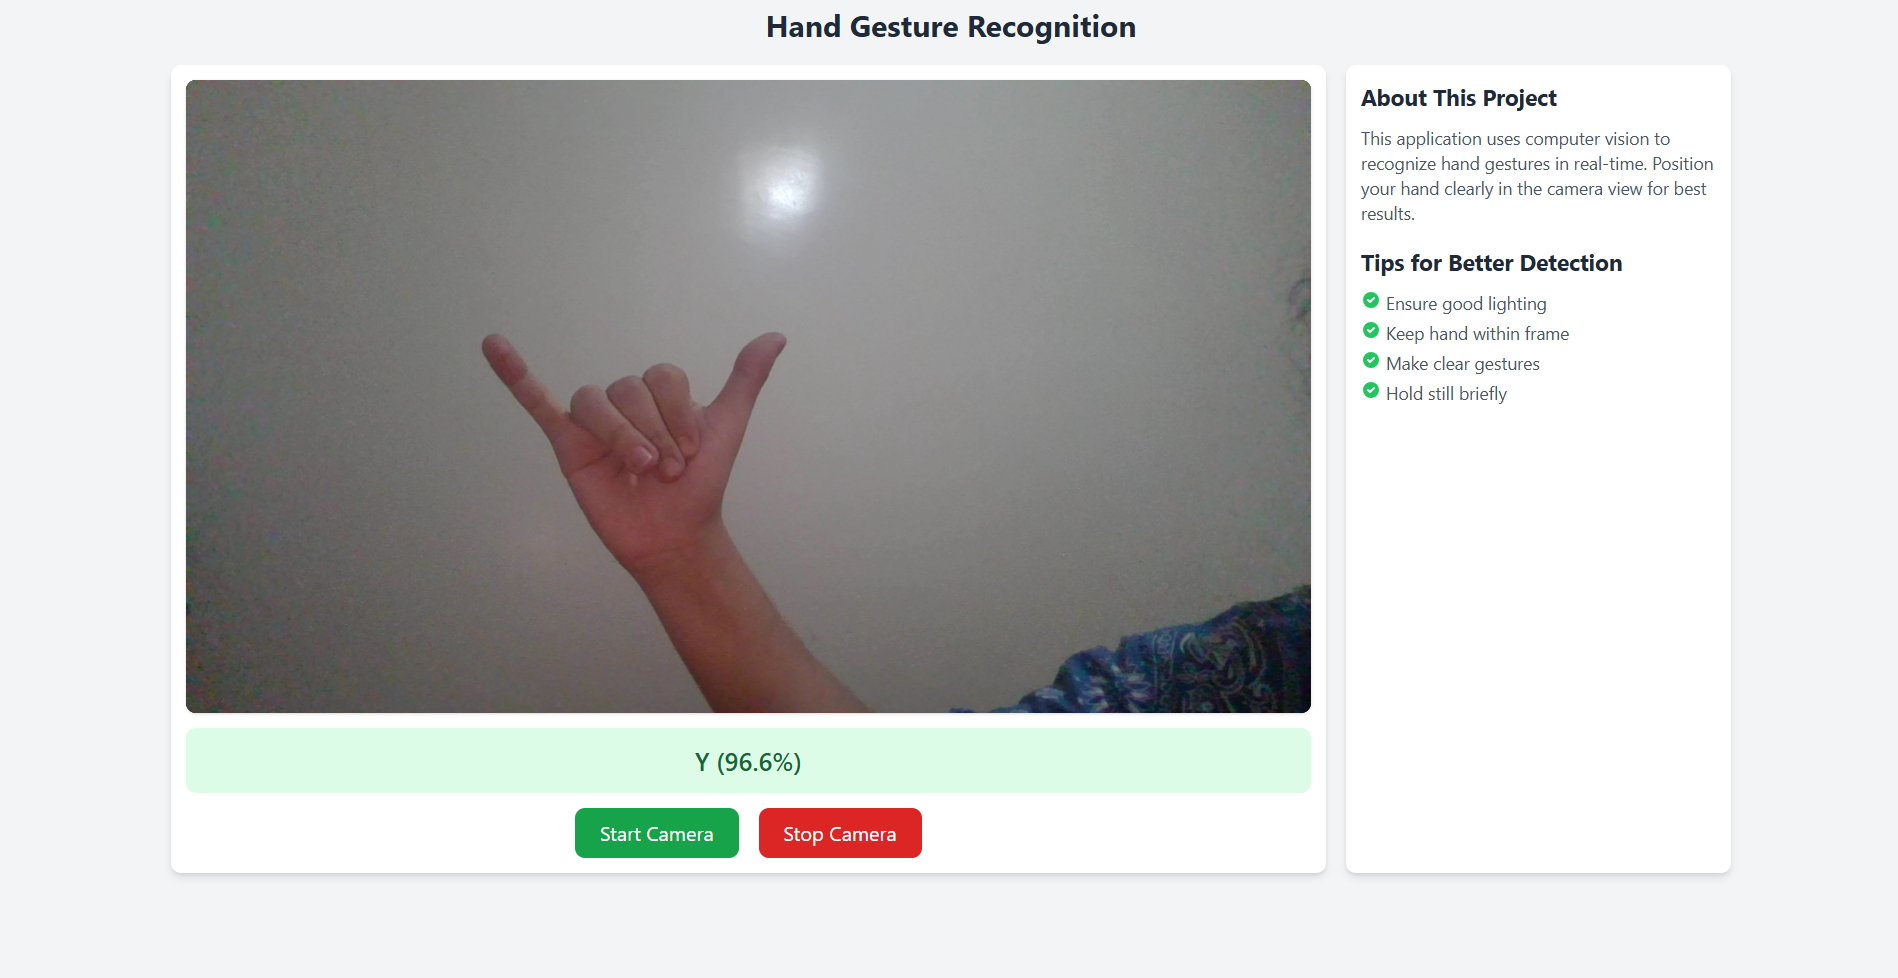 Hand Gesture Recognition
Y (96.6%)
Start Camera
Stop Camera
About This Project
This application uses computer vision to
recognize hand gestures in real-time. Position
your hand clearly in the camera view for best
results.
Tips for Better Detection
Ensure good lighting
Keep hand within frame
Make clear gestures
Hold still briefly